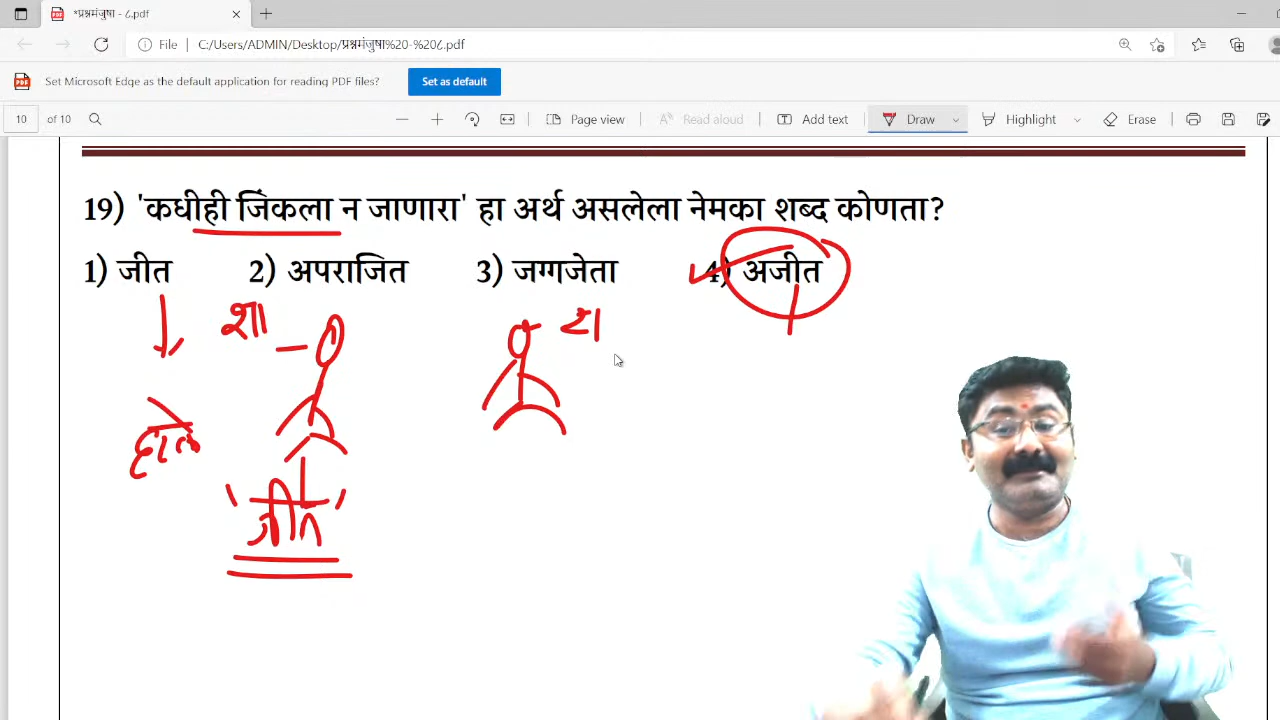 *प्रश्नमंजुषा - ८.pdf
File C:/Users/ADMIN/Desktop/प्रश्नमंजुषा%20-%20८.pdf
Set Microsoft Edge as the default application for reading PDF files? Set as default
10 of 10 Page view Read aloud Add text Draw Highlight Erase
19) 'कधीही जिंकला न जाणारा' हा अर्थ असलेला नेमका शब्द कोणता?
1) जीत 2) अपराजित 3) जग्गजेता 4) अजीत
'जीत'